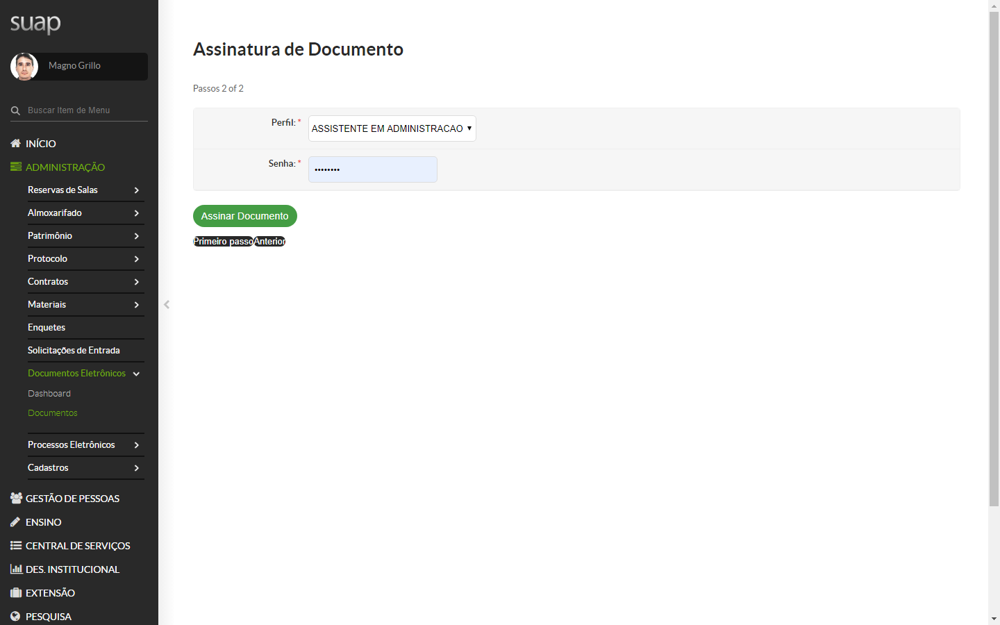 suap
Magno Grillo
Buscar Item de Menu
INÍCIO
ADMINISTRAÇÃO
Reservas de Salas
Almoxarifado
Patrimônio
Protocolo
Contratos
Materiais
Enquetes
Solicitações de Entrada
Documentos Eletrônicos
Dashboard
Documentos
Processos Eletrônicos
Cadastros
GESTÃO DE PESSOAS
ENSINO
CENTRAL DE SERVIÇOS
DES. INSTITUCIONAL
EXTENSÃO
PESQUISA
Assinatura de Documento
Passos 2 of 2
Perfil: * ASSISTENTE EM ADMINISTRACAO
Senha: * ••••••••
Assinar Documento
Primeiro passo Anterior